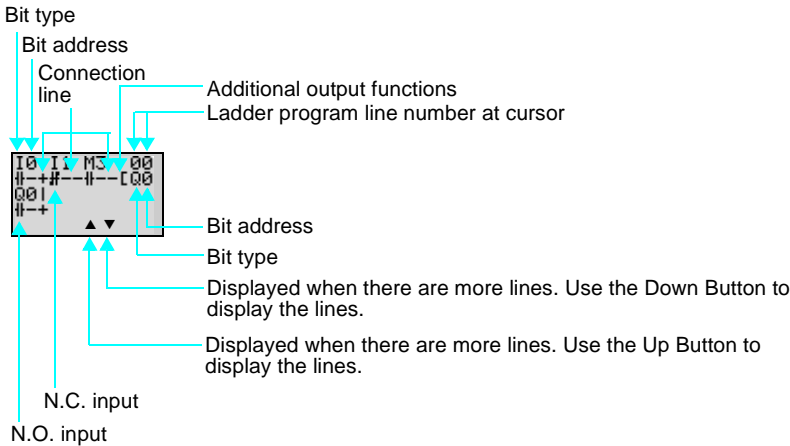 Bit type
Bit address
Connection
line
Additional output functions
Ladder program line number at cursor
I0 I1 M3 00
[Q0
Q0
Bit address
Bit type
Displayed when there are more lines. Use the Down Button to
display the lines.
Displayed when there are more lines. Use the Up Button to
display the lines.
N.C. input
N.O. input